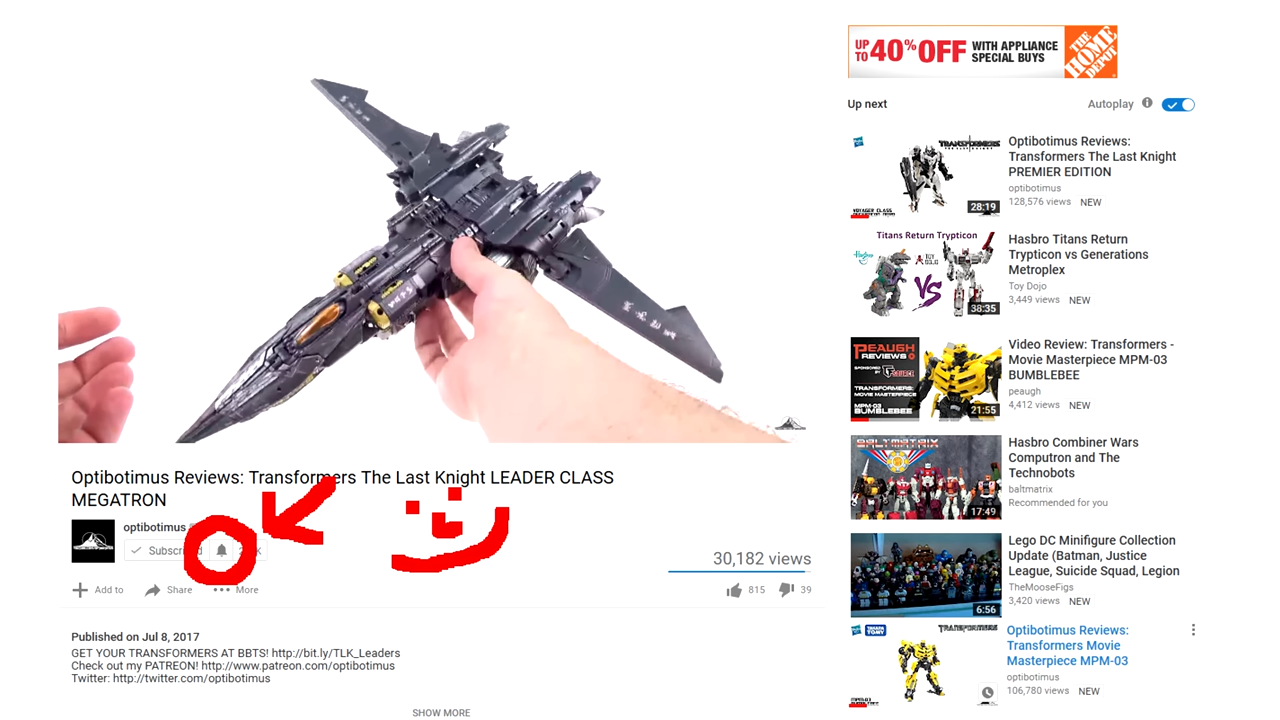 UP TO 40% OFF WITH APPLIANCE SPECIAL BUYS
THE HOME DEPOT
Up next
Autoplay
TRANSFORMERS
28:19
Optibotimus Reviews:
Transformers The Last Knight
PREMIER EDITION
optibotimus
128,576 views NEW
Titans Return Trypticon
Hasbro
TOY DOJO
VS
38:35
Hasbro Titans Return
Trypticon vs Generations
Metroplex
Toy Dojo
3,449 views NEW
PEAUGH
REVIEWS
SPONSORED BY
TRANSFORMERS:
MOVIE MASTERPIECE
MPM-03
BUMBLEBEE
21:55
Video Review: Transformers -
Movie Masterpiece MPM-03
BUMBLEBEE
peaugh
4,412 views NEW
BALTMATRIX
17:49
Hasbro Combiner Wars
Computron and The
Technobots
baltmatrix
Recommended for you
6:56
Lego DC Minifigure Collection
Update (Batman, Justice
League, Suicide Squad, Legion
TheMooseFigs
3,420 views NEW
TAKARA TOMY
TRANSFORMERS
Optibotimus Reviews:
Transformers Movie
Masterpiece MPM-03
optibotimus
106,780 views NEW
Optibotimus Reviews: Transformers The Last Knight LEADER CLASS
MEGATRON
optibotimus
30,182 views
Add to Share More
815 39
Published on Jul 8, 2017
GET YOUR TRANSFORMERS AT BBTS! http://bit.ly/TLK_Leaders
Check out my PATREON! http://www.patreon.com/optibotimus
Twitter: http://twitter.com/optibotimus
SHOW MORE